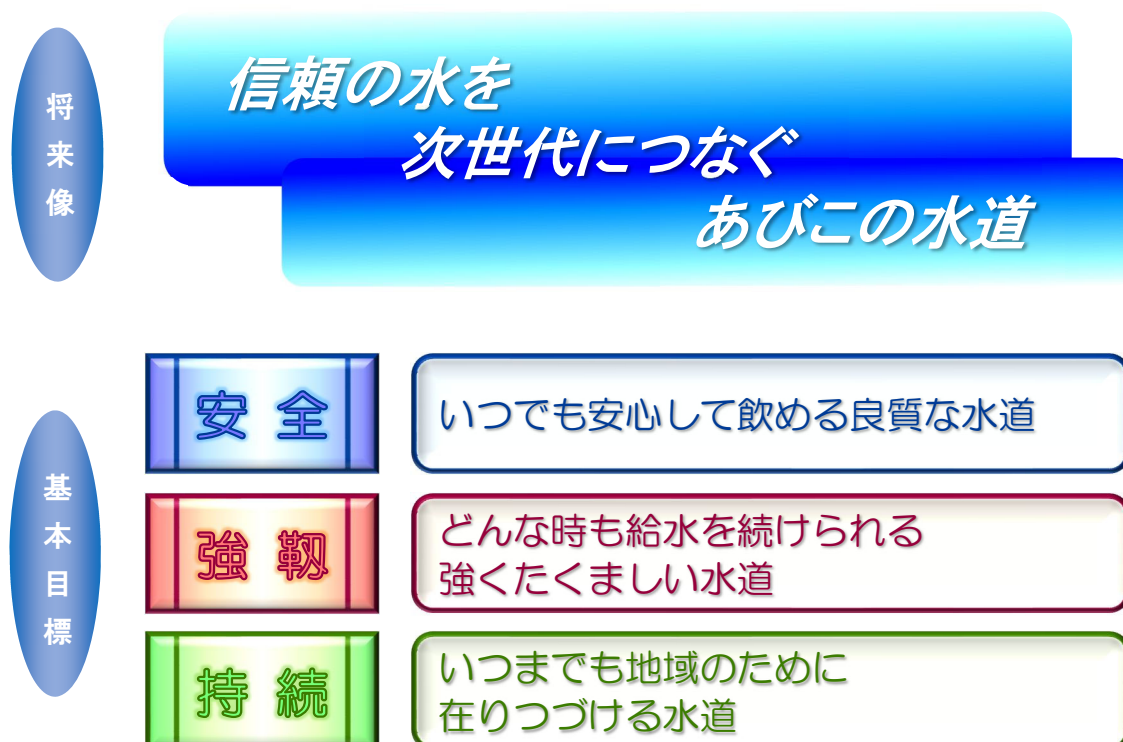 将来像
信頼の水を
次世代につなぐ
あびこの水道
基本目標
安全
いつでも安心して飲める良質な水道
強靱
どんな時も給水を続けられる
強くたくましい水道
持続
いつまでも地域のために
在りつづける水道